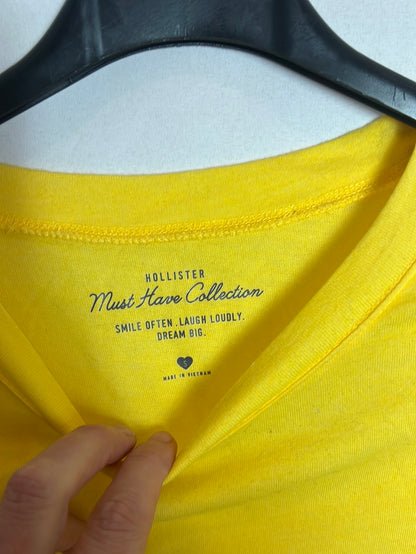 HOLLISTER
Must Have Collection
SMILE OFTEN. LAUGH LOUDLY.
DREAM BIG.
S
MADE IN VIETNAM